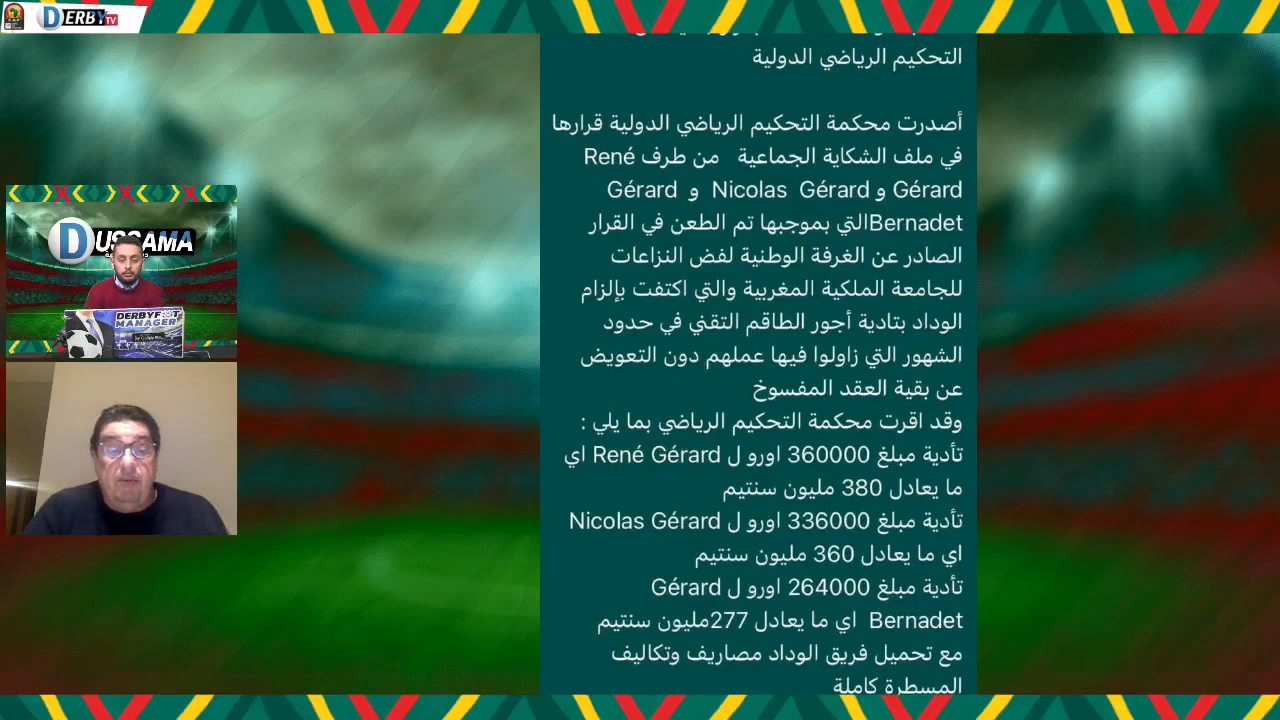 DERBY TV
التحكيم الرياضي الدولية
أصدرت محكمة التحكيم الرياضي الدولية قرارها
في ملف الشكاية الجماعية من طرف René
Gérard و Nicolas Gérard و Gérard
Bernadetالتي بموجبها تم الطعن في القرار
الصادر عن الغرفة الوطنية لفض النزاعات
للجامعة الملكية المغربية والتي اكتفت بإلزام
الوداد بتادية أجور الطاقم التقني في حدود
الشهور التي زاولوا فيها عملهم دون التعويض
عن بقية العقد المفسوخ
وقد اقرت محكمة التحكيم الرياضي بما يلي :
تأدية مبلغ 360000 اورو ل René Gérard اي
ما يعادل 380 مليون سنتيم
تأدية مبلغ 336000 اورو ل Nicolas Gérard
اي ما يعادل 360 مليون سنتيم
تأدية مبلغ 264000 اورو ل Gérard
Bernadet اي ما يعادل 277مليون سنتيم
مع تحميل فريق الوداد مصاريف وتكاليف
المسطرة كاملة
DUSSAMA
MANAGER